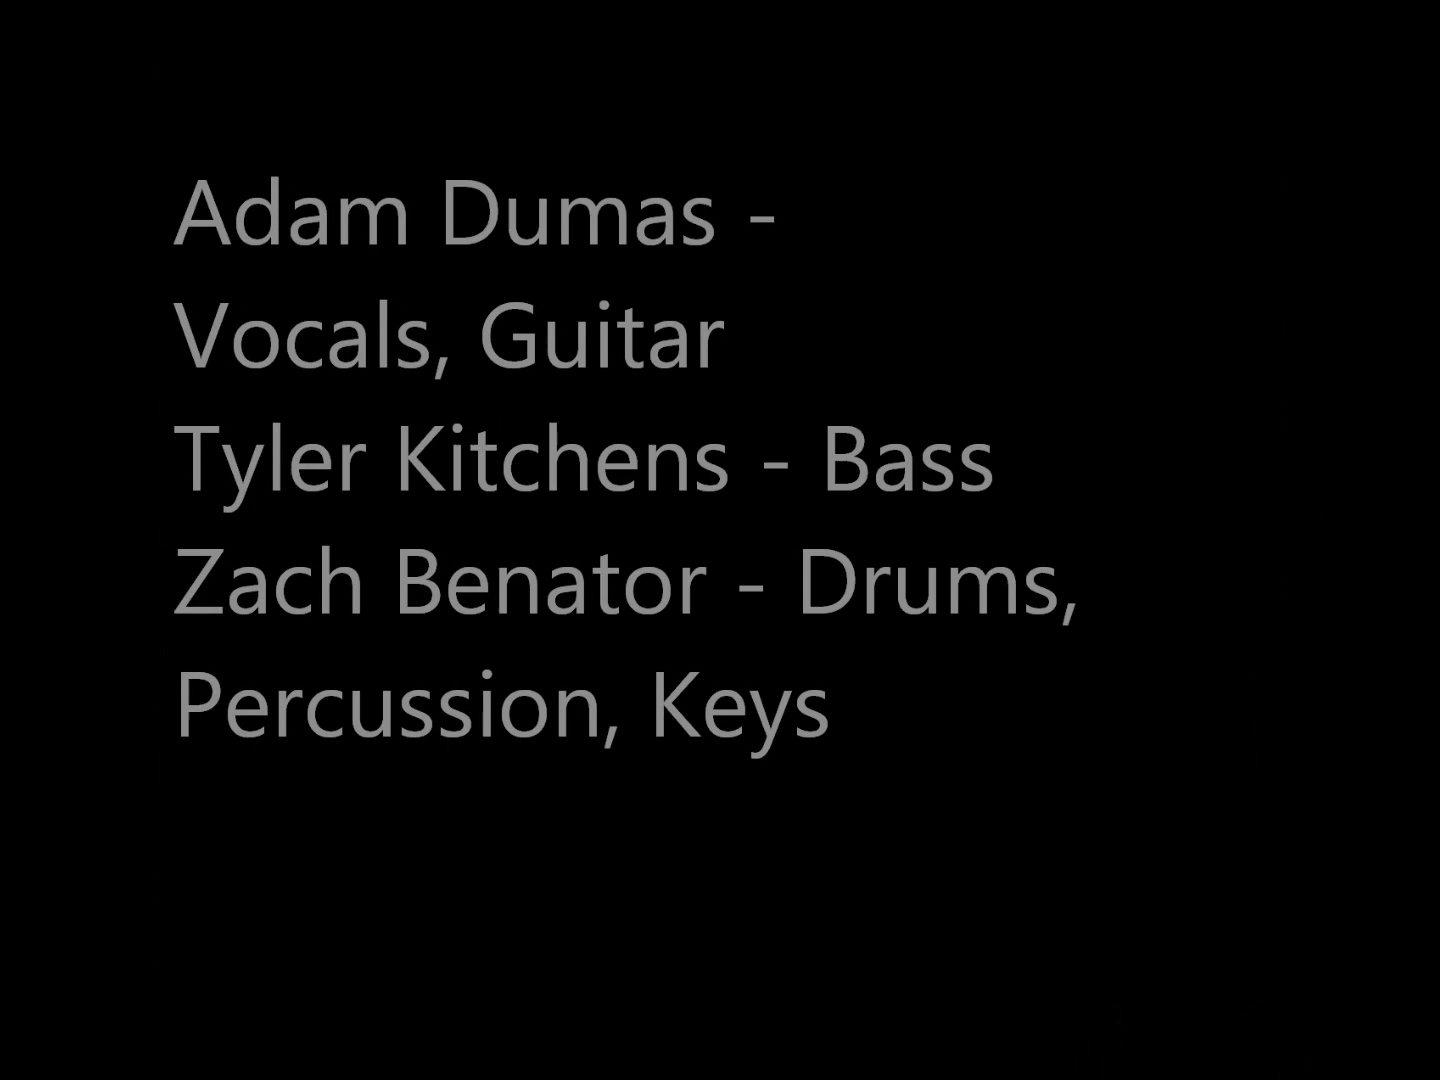 Adam Dumas -
Vocals, Guitar
Tyler Kitchens - Bass
Zach Benator - Drums,
Percussion, Keys